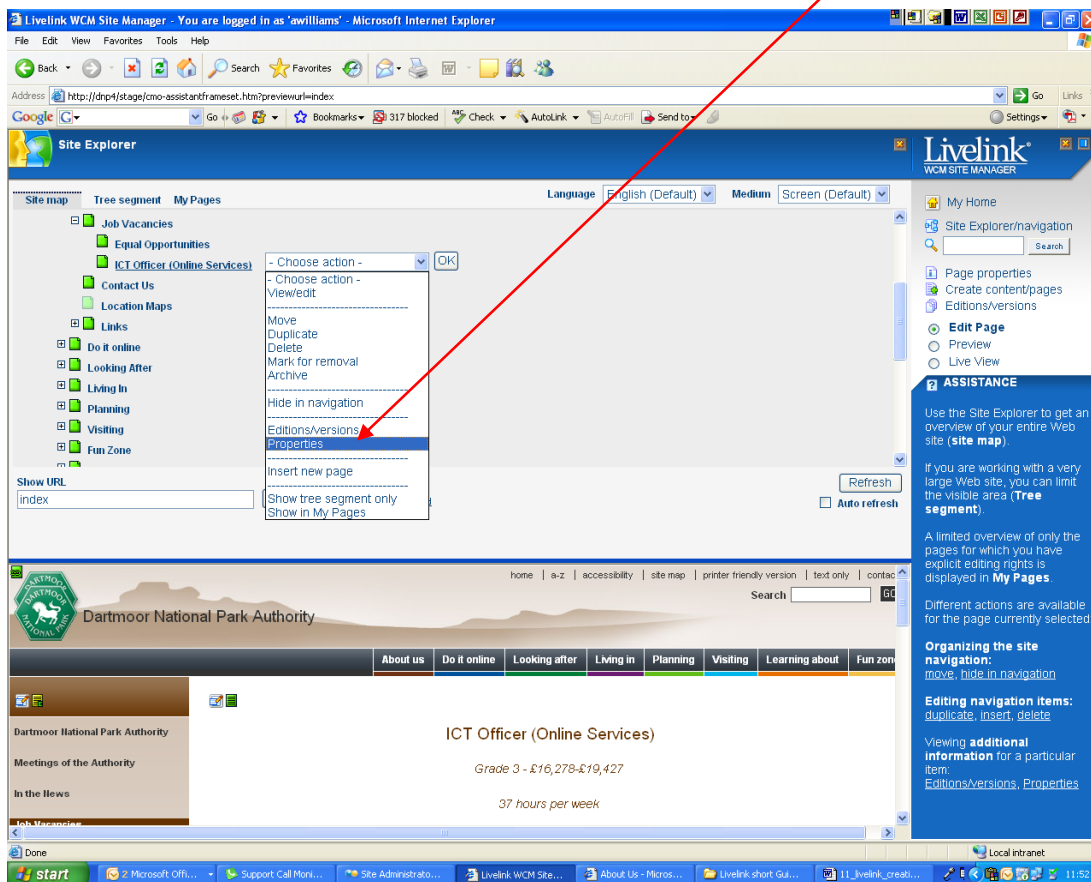 Livelink WCM Site Manager - You are logged in as 'awilliams' - Microsoft Internet Explorer
File Edit View Favorites Tools Help
Back Search Favorites
Address http://dnp4/stage/cmo-assistantframeset.htm?previewurl=index Go Links
Google G Go Bookmarks 317 blocked ABC Check AutoLink AutoFill Send to Settings
Site Explorer
Livelink
WCM SITE MANAGER
Site map Tree segment My Pages Language English (Default) Medium Screen (Default)
Job Vacancies
Equal Opportunities
ICT Officer (Online Services) - Choose action - OK
- Choose action -
View/edit
Move
Duplicate
Delete
Mark for removal
Archive
Hide in navigation
Editions/versions
Properties
Insert new page
Show tree segment only
Show in My Pages
Contact Us
Location Maps
Links
Do it online
Looking After
Living In
Planning
Visiting
Fun Zone
Show URL
index
Refresh
Auto refresh
My Home
Site Explorer/navigation
Search
Page properties
Create content/pages
Editions/versions
Edit Page
Preview
Live View
? ASSISTANCE
Use the Site Explorer to get an
overview of your entire Web
site (site map).
If you are working with a very
large Web site, you can limit
the visible area (Tree
segment).
A limited overview of only the
pages for which you have
explicit editing rights is
displayed in My Pages.
Different actions are available
for the page currently selected
Organizing the site
navigation:
move, hide in navigation
Editing navigation items:
duplicate, insert, delete
Viewing additional
information for a particular
item:
Editions/versions, Properties
home | a-z | accessibility | site map | printer friendly version | text only | contac
Search GO
DARTMOOR
DARTMOOR
NATIONAL PARK
Dartmoor National Park Authority
About us Do it online Looking after Living in Planning Visiting Learning about Fun zon
Dartmoor National Park Authority
Meetings of the Authority
In the News
Job Vacancies
ICT Officer (Online Services)
Grade 3 - £16,278-£19,427
37 hours per week
Done Local intranet
start 2 Microsoft Offi... Support Call Moni... Site Administrato... Livelink WCM Site... About Us - Micros... Livelink short Gui... 11_livelink_creati... 11:52